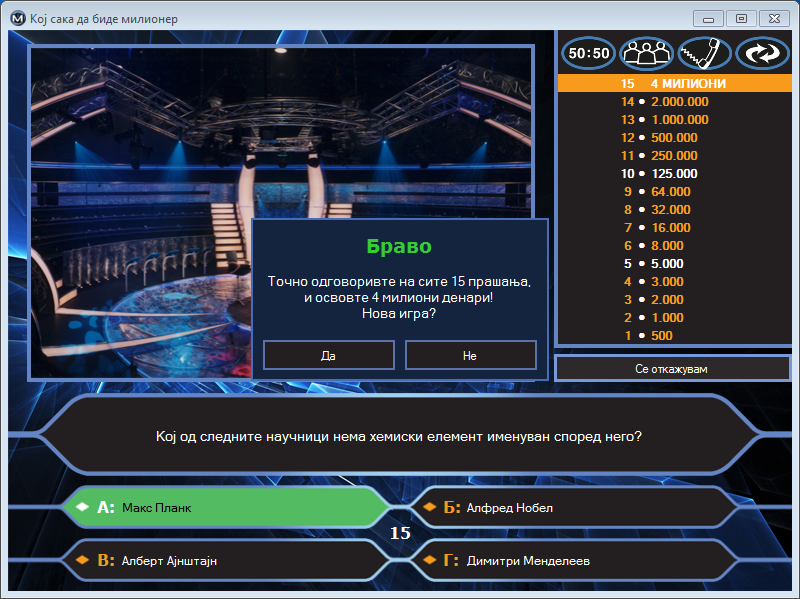 Кој сака да биде милионер
50:50
15 4 МИЛИОНИ
14 • 2.000.000
13 • 1.000.000
12 • 500.000
11 • 250.000
10 • 125.000
9 • 64.000
8 • 32.000
7 • 16.000
6 • 8.000
5 • 5.000
4 • 3.000
3 • 2.000
2 • 1.000
1 • 500
Браво
Точно одговоривте на сите 15 прашања,
и освовте 4 милиони денари!
Нова игра?
Да
Не
Се откажувам
Кој од следните научници нема хемиски елемент именуван според него?
А: Макс Планк
Б: Алфред Нобел
15
В: Алберт Ајнштајн
Г: Димитри Менделеев